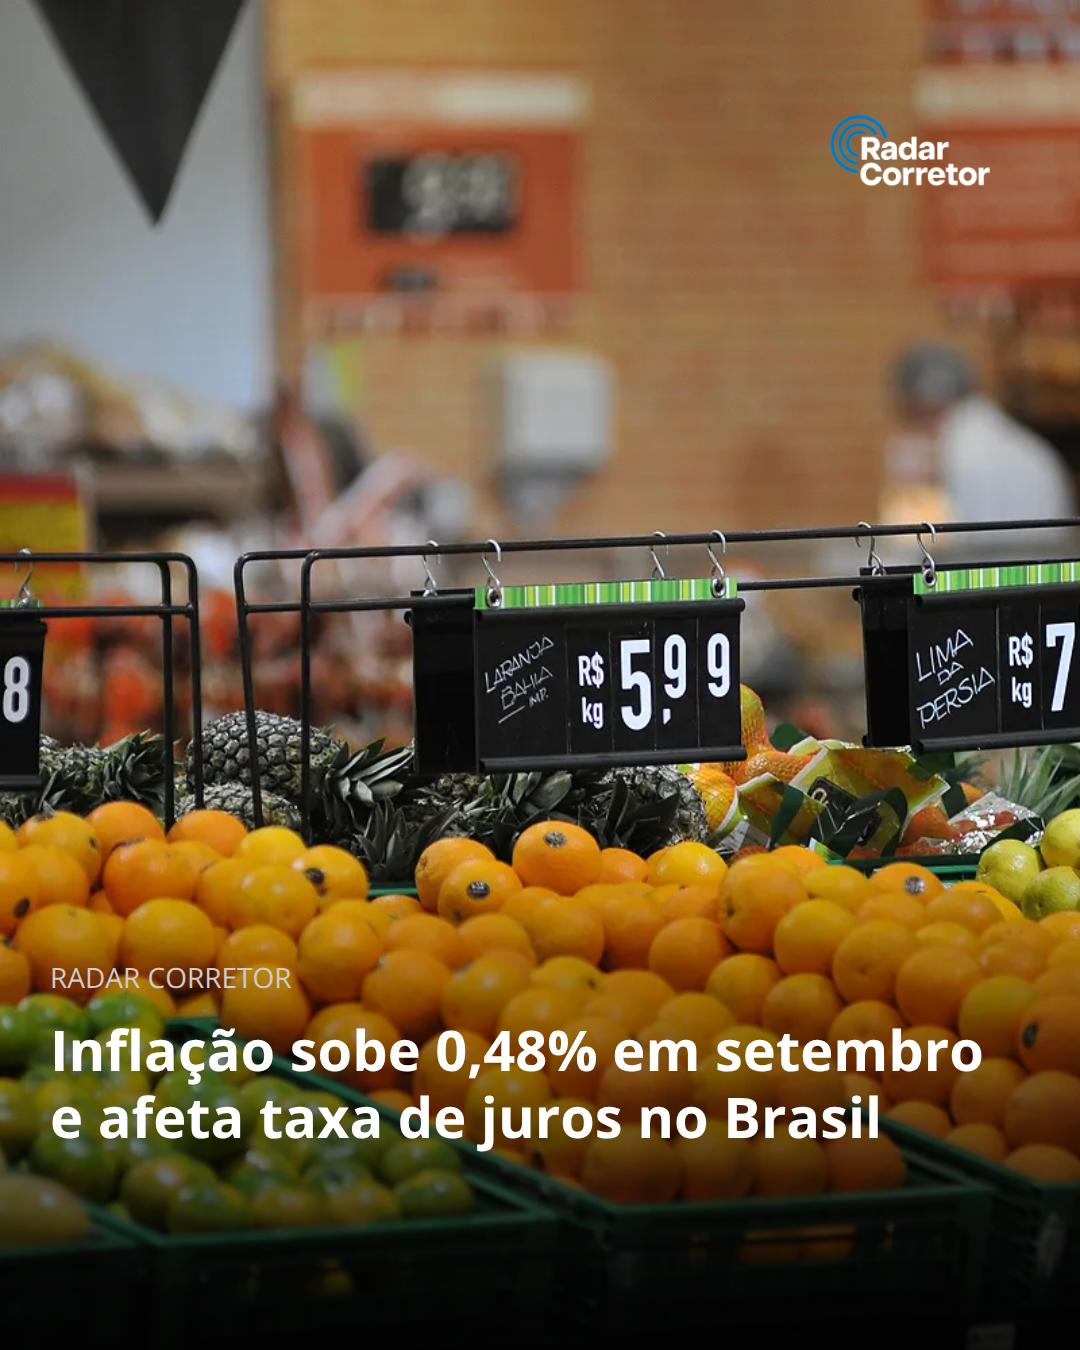 Radar
Corretor
8
LARANJA
BAHIA
IMP.
R$
kg
5,99
LIMA
DA
PERSIA
R$
kg
7
RADAR CORRETOR
Inflação sobe 0,48% em setembro
e afeta taxa de juros no Brasil